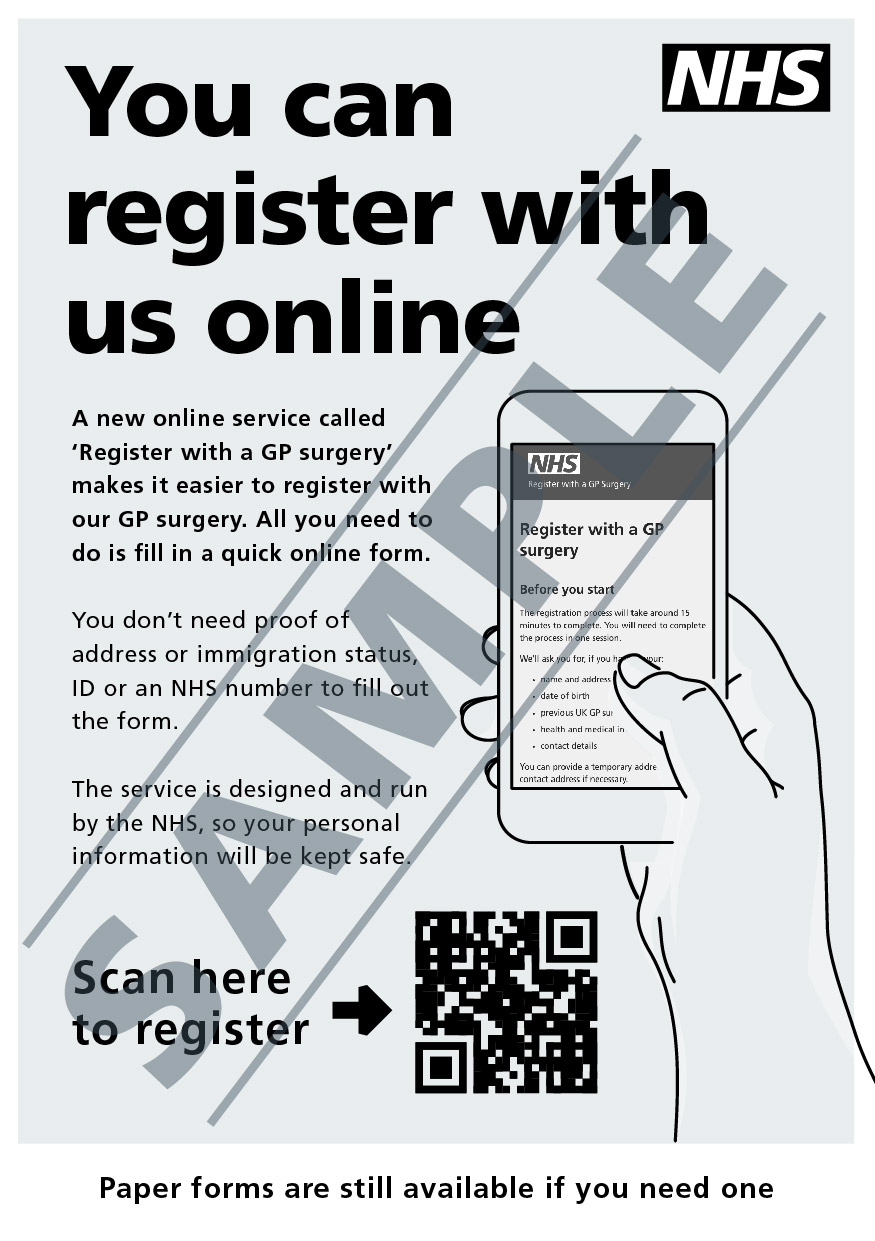 You can
register with
us online
NHS
A new online service called
‘Register with a GP surgery’
makes it easier to register with
our GP surgery. All you need to
do is fill in a quick online form.
You don’t need proof of
address or immigration status,
ID or an NHS number to fill out
the form.
The service is designed and run
by the NHS, so your personal
information will be kept safe.
NHS
Register with a GP Surgery
Register with a GP
surgery
Before you start
The registration process will take around 15
minutes to complete. You will need to complete
the process in one session.
We’ll ask you for, if you your:
• name and address
• date of birth
• previous UK GP
• health and medical
• contact details
You can provide a temporary
contact address if necessary.
SAMPLE
Scan here
to register
Paper forms are still available if you need one